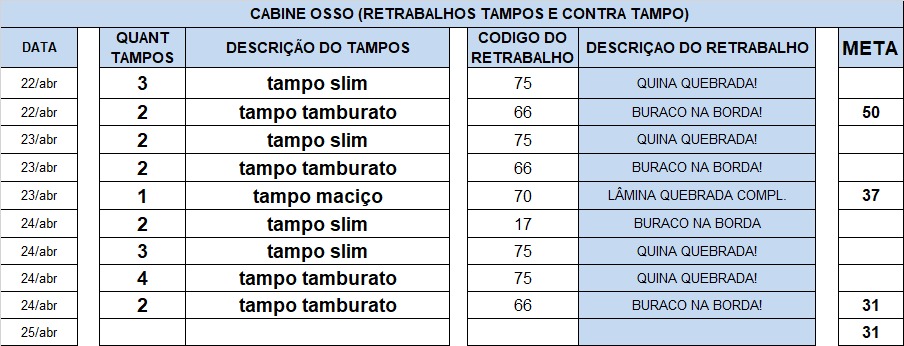 CABINE OSSO (RETRABALHOS TAMPOS E CONTRA TAMPO)
DATA QUANT TAMPOS DESCRIÇÃO DO TAMPOS CODIGO DO RETRABALHO DESCRIÇAO DO RETRABALHO META
22/abr 3 tampo slim 75 QUINA QUEBRADA!
22/abr 2 tampo tamburato 66 BURACO NA BORDA! 50
23/abr 2 tampo slim 75 QUINA QUEBRADA!
23/abr 2 tampo tamburato 66 BURACO NA BORDA!
23/abr 1 tampo maciço 70 LÂMINA QUEBRADA COMPL. 37
24/abr 2 tampo slim 17 BURACO NA BORDA
24/abr 3 tampo slim 75 QUINA QUEBRADA!
24/abr 4 tampo tamburato 75 QUINA QUEBRADA!
24/abr 2 tampo tamburato 66 BURACO NA BORDA! 31
25/abr 31